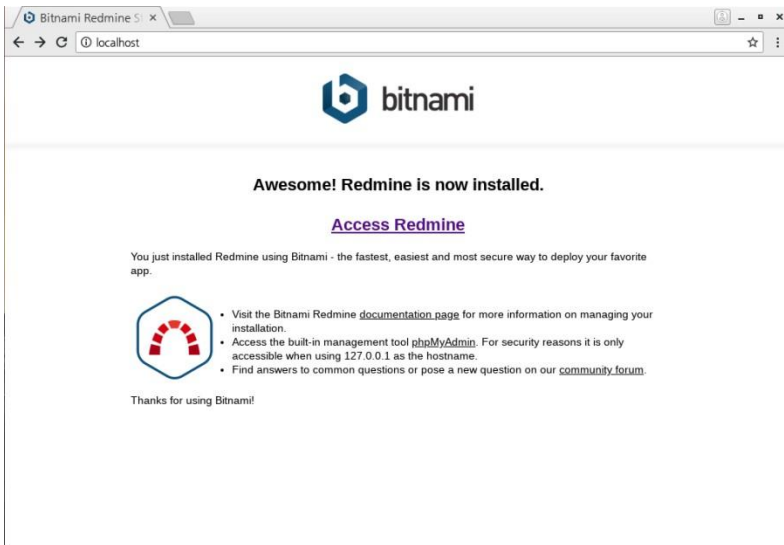 Bitnami Redmine S
localhost
bitnami
Awesome! Redmine is now installed.
Access Redmine
You just installed Redmine using Bitnami - the fastest, easiest and most secure way to deploy your favorite
app.
Visit the Bitnami Redmine documentation page for more information on managing your
installation.
Access the built-in management tool phpMyAdmin. For security reasons it is only
accessible when using 127.0.0.1 as the hostname.
Find answers to common questions or pose a new question on our community forum.
Thanks for using Bitnami!